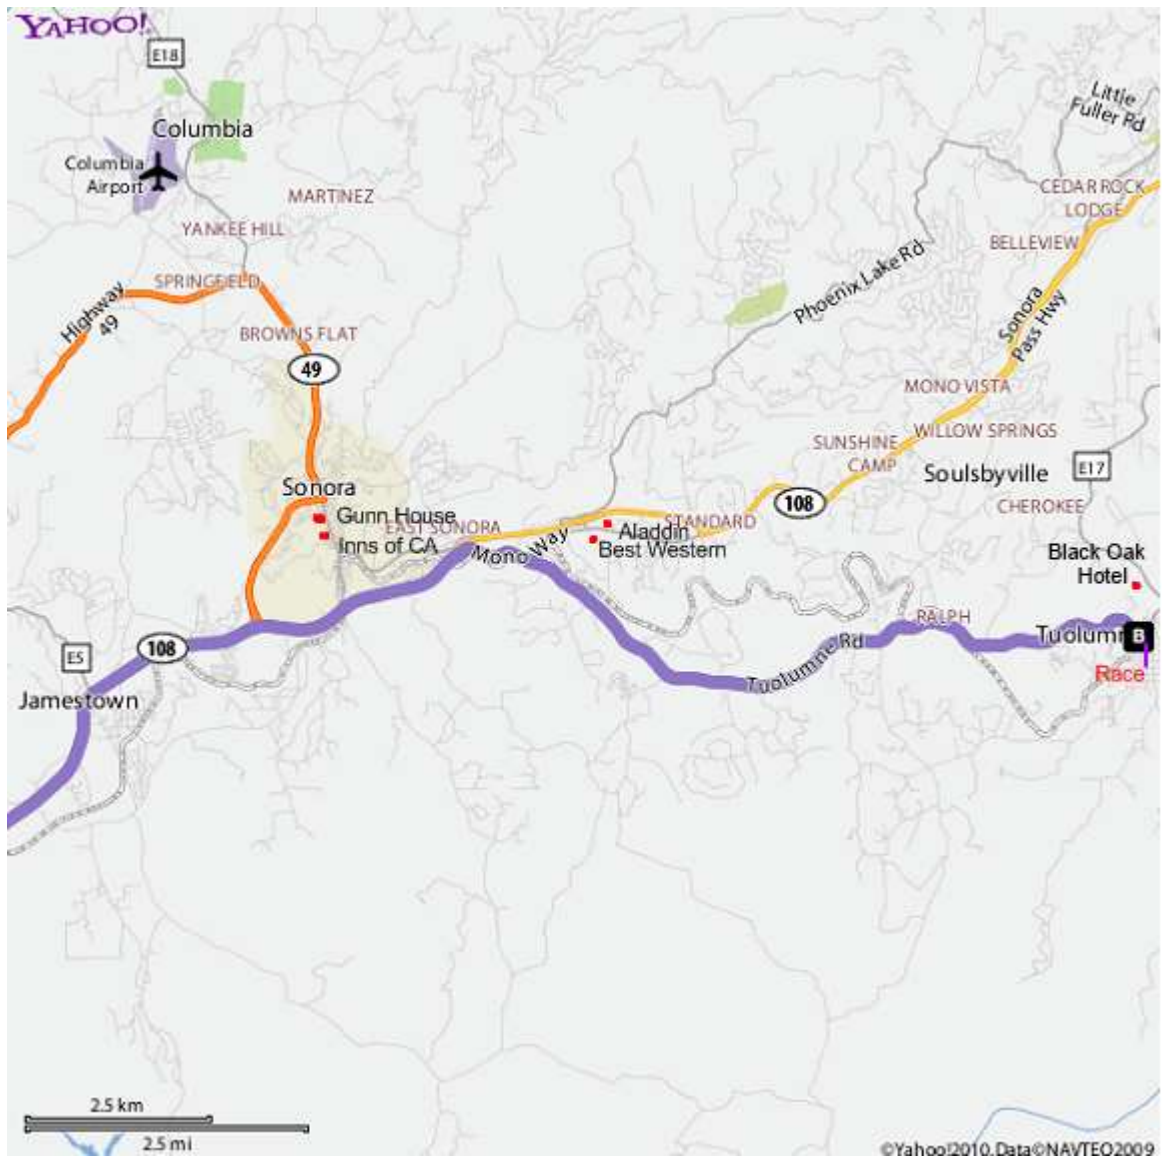 YAHOO!
E18
Little
Fuller Rd
Columbia
Columbia
Airport
MARTINEZ
CEDAR ROCK
LODGE
YANKEE HILL
BELLEVIEW
SPRINGFIELD
Phoenix Lake Rd
Highway
49
Sonora
Pass Hwy
BROWNS FLAT
49
MONO VISTA
WILLOW SPRINGS
SUNSHINE
CAMP
Soulsbyville
E17
Sonora
108
CHEROKEE
Gunn House
EAST SONORA
STANDARD
Aladdin
Inns of CA
Mono Way
Best Western
Black Oak
Hotel
RALPH
108
Tuolumne Rd
B
E5
Race
Jamestown
2.5 km
2.5 mi
©Yahoo!2010,Data©NAVTEQ2009